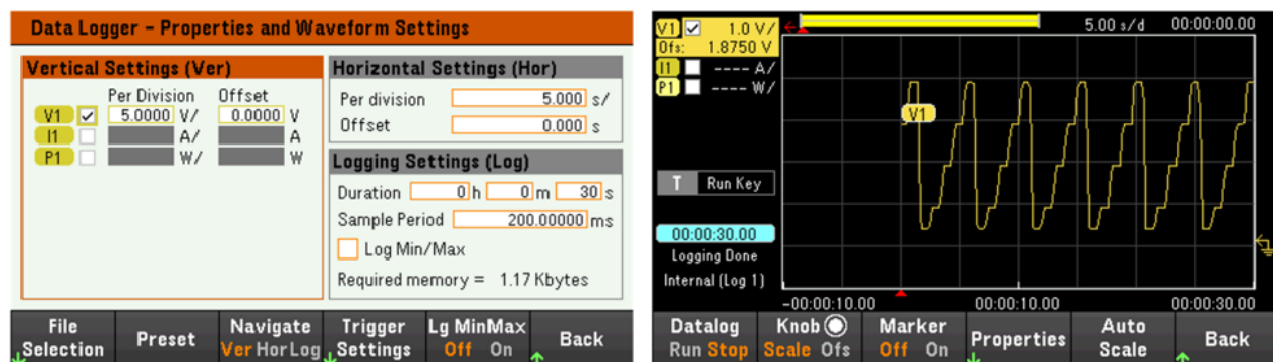 Data Logger - Properties and Waveform Settings
Vertical Settings (Ver)
Per Division Offset
V1 5.0000 V/ 0.0000 V
I1 A/ A
P1 W/ W
Horizontal Settings (Hor)
Per division 5.000 s/
Offset 0.000 s
Logging Settings (Log)
Duration 0 h 0 m 30 s
Sample Period 200.00000 ms
Log Min/Max
Required memory = 1.17 Kbytes
File Selection
Preset
Navigate
Ver Hor Log
Trigger Settings
Lg MinMax
Off On
Back
V1 1.0 V/
Ofs: 1.8750 V
I1 ---- A/
P1 ---- W/
5.00 s/d 00:00:00.00
V1
T Run Key
00:00:30.00
Logging Done
Internal (Log 1)
-00:00:10.00 00:00:10.00 00:00:30.00
Datalog
Run Stop
Knob
Scale Ofs
Marker
Off On
Properties
Auto Scale
Back